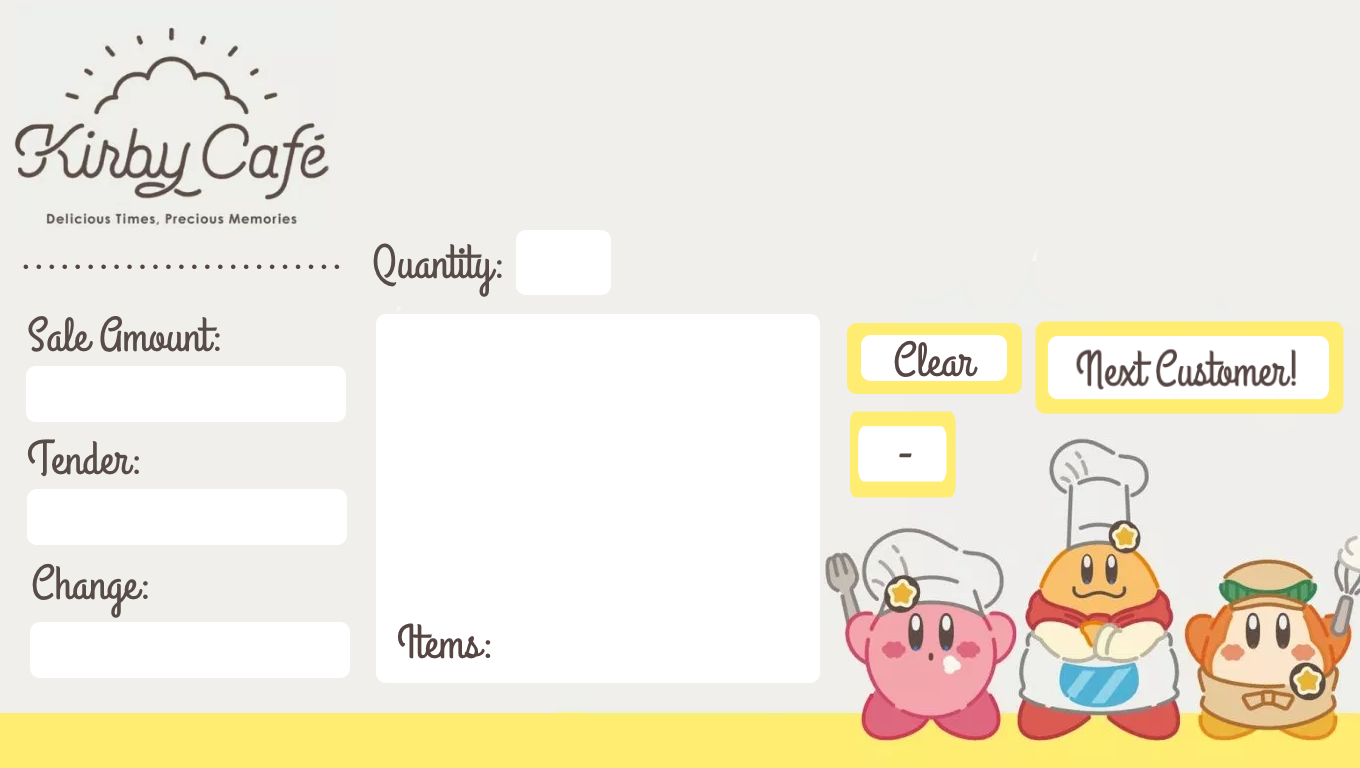 Kirby Café
Delicious Times, Precious Memories
Quantity:
Sale Amount:
Tender:
Change:
Items:
Clear
Next Customer!
-